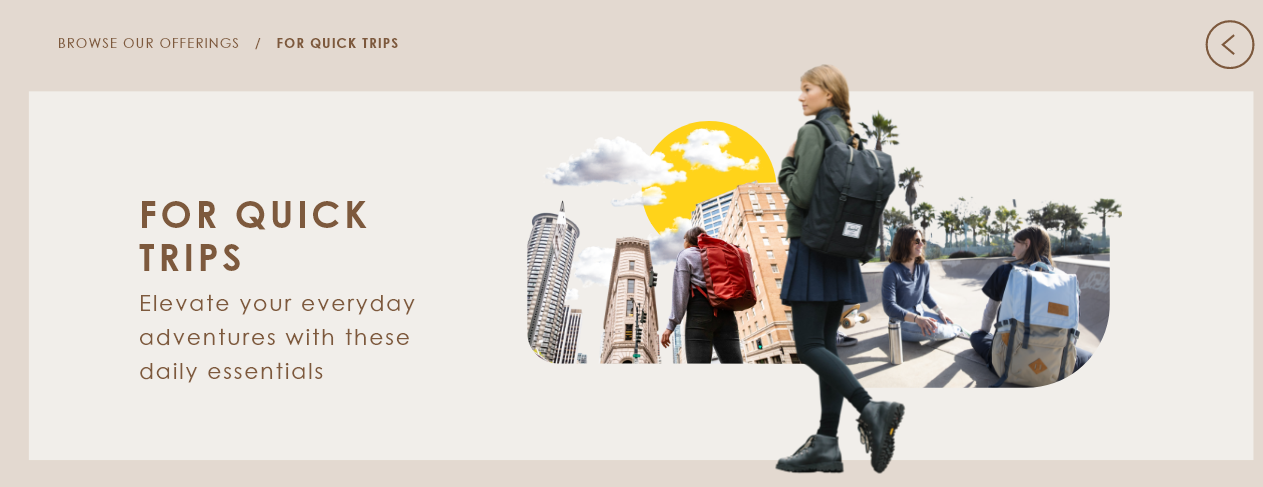 BROWSE OUR OFFERINGS / FOR QUICK TRIPS
FOR QUICK
TRIPS
Elevate your everyday
adventures with these
daily essentials